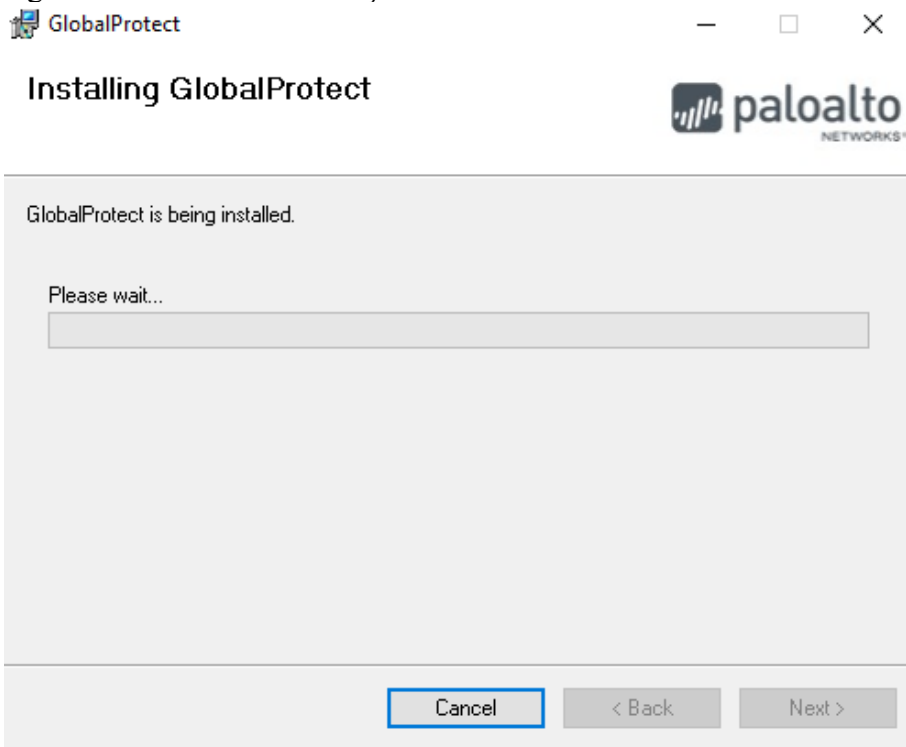 GlobalProtect
Installing GlobalProtect
paloalto
NETWORKS
GlobalProtect is being installed.
Please wait...
Cancel
< Back
Next >